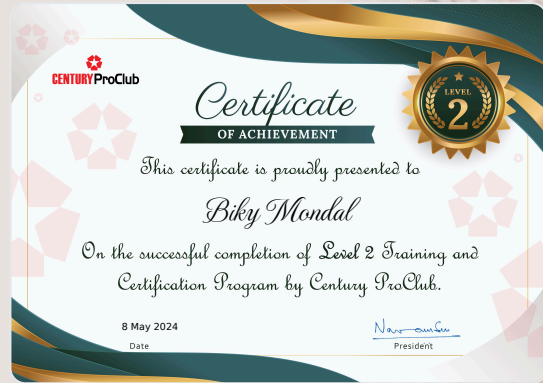 CENTURY ProClub
LEVEL
2
Certificate
OF ACHIEVEMENT
This certificate is proudly presented to
Biky Mondal
On the successful completion of Level 2 Training and
Certification Program by Century ProClub.
8 May 2024
Date
President